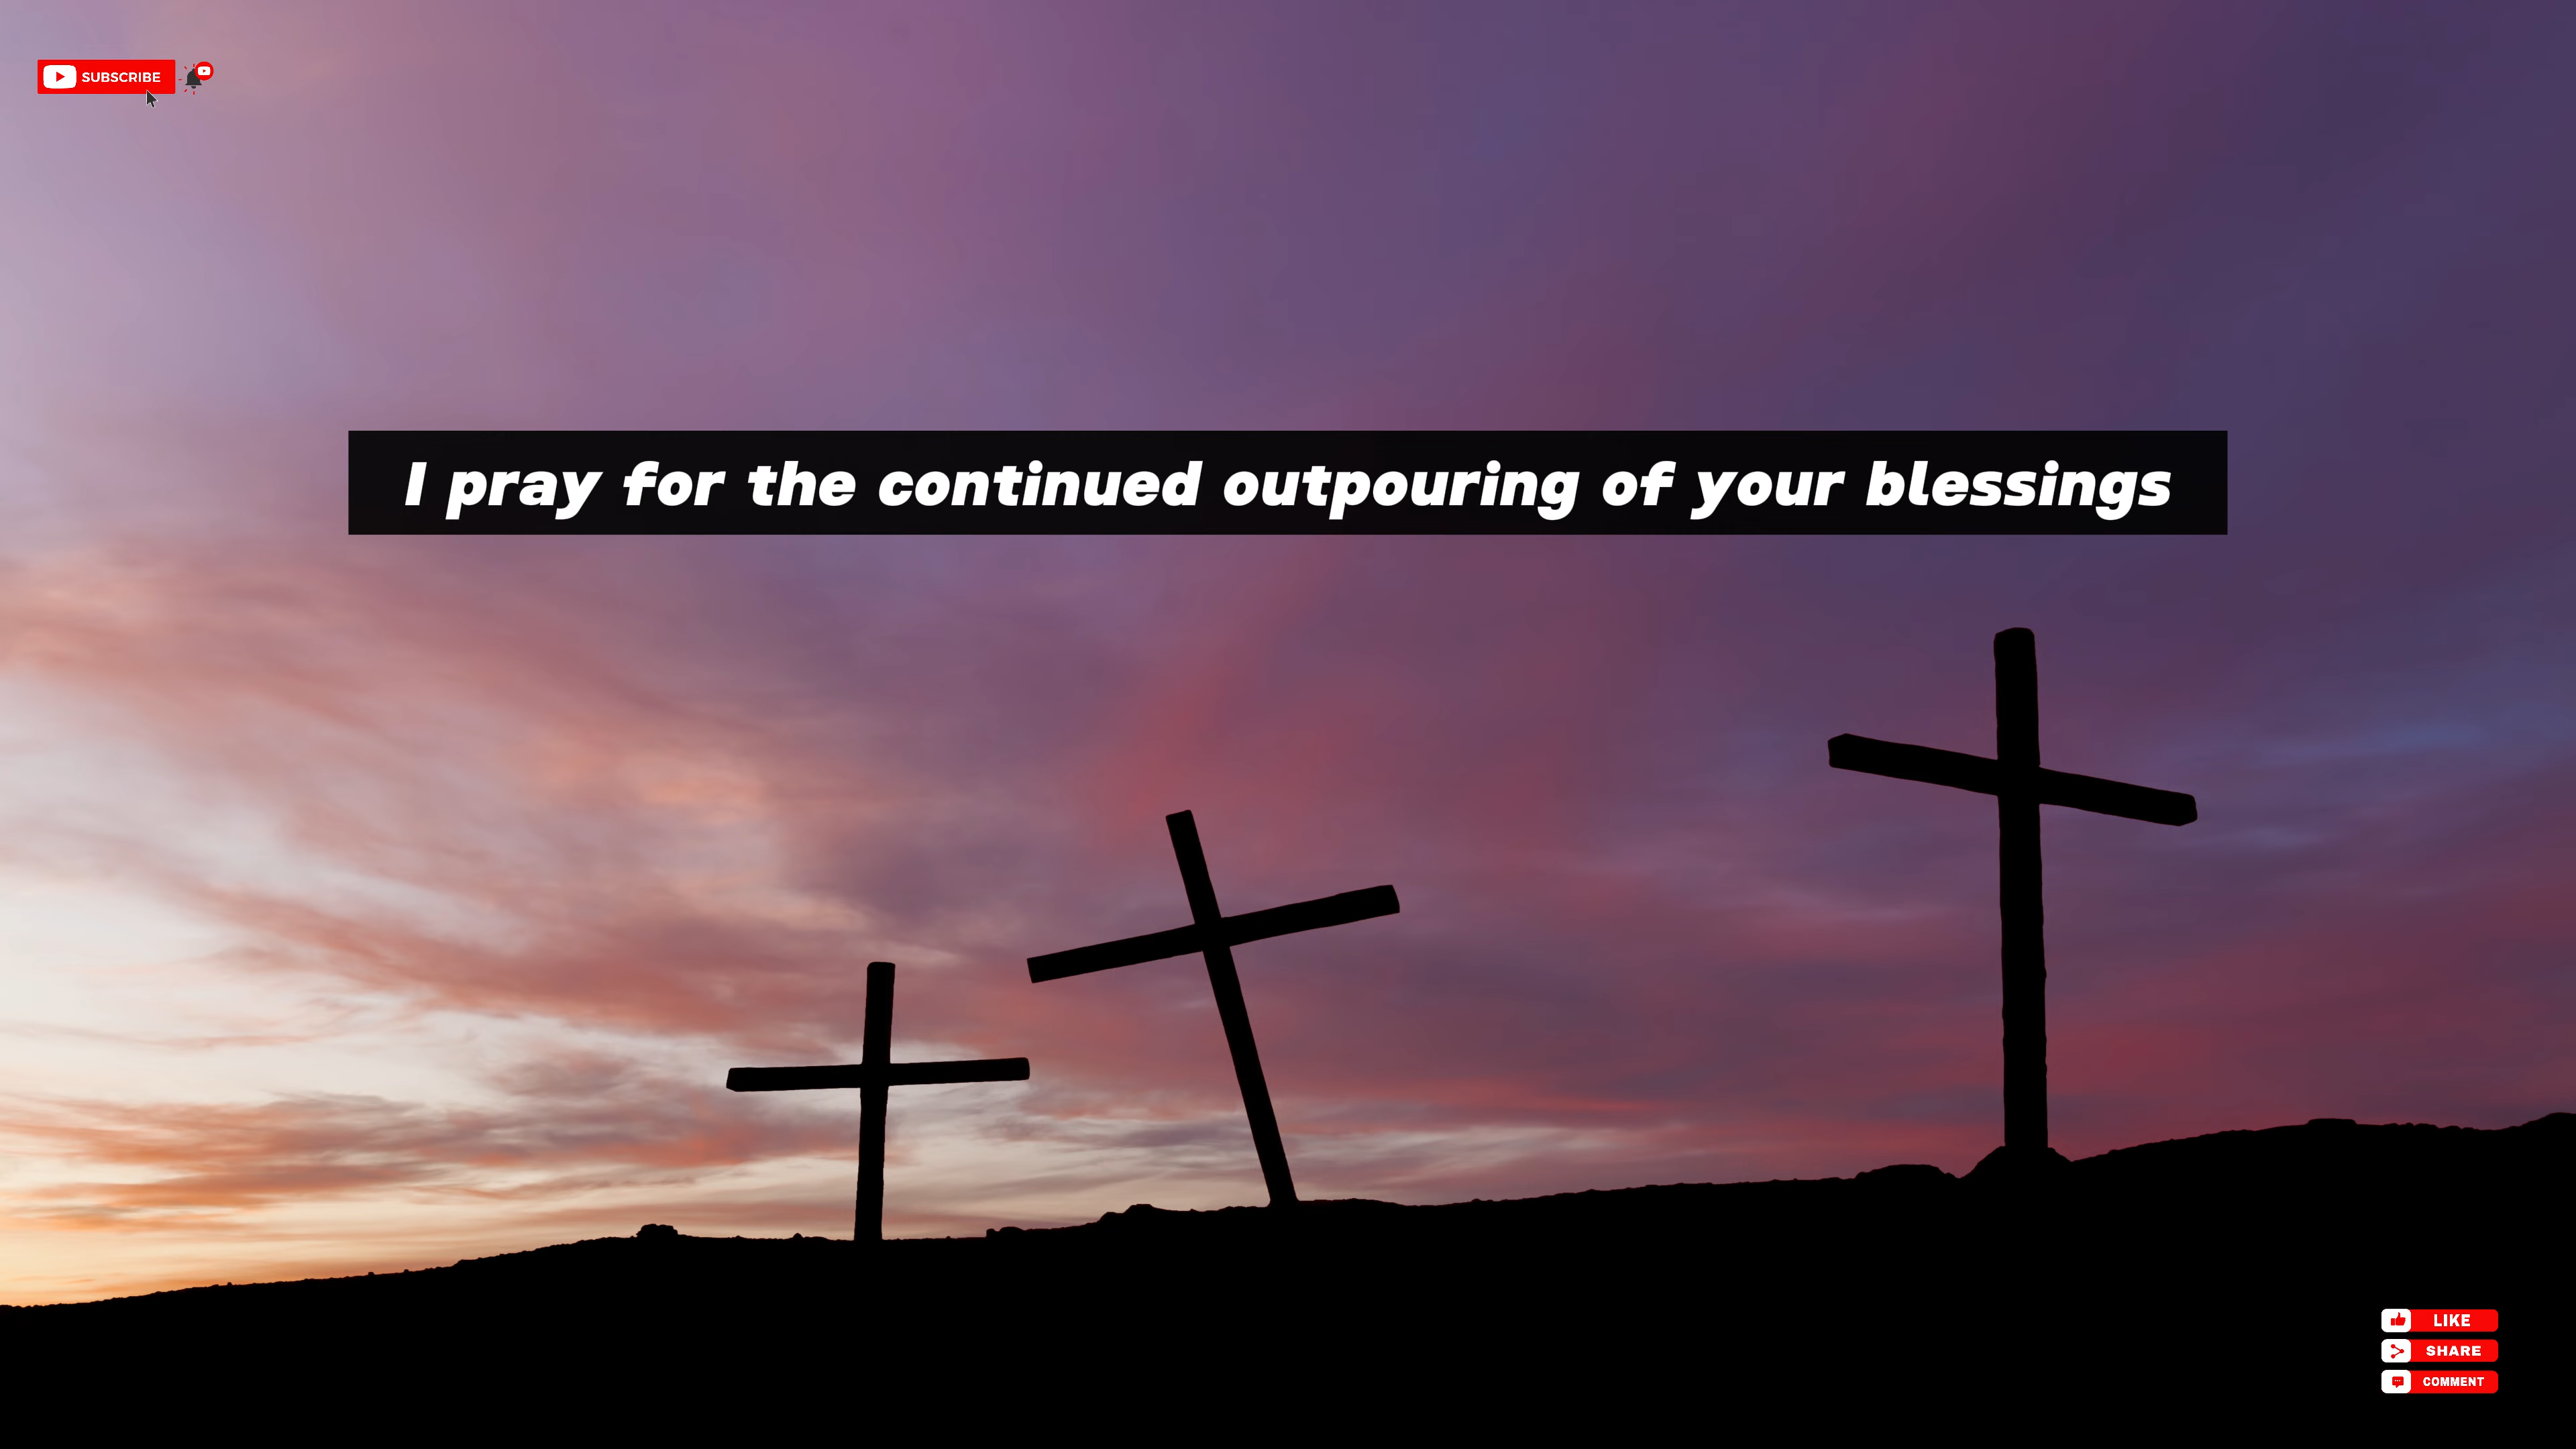 SUBSCRIBE
I pray for the continued outpouring of your blessings
LIKE
SHARE
COMMENT